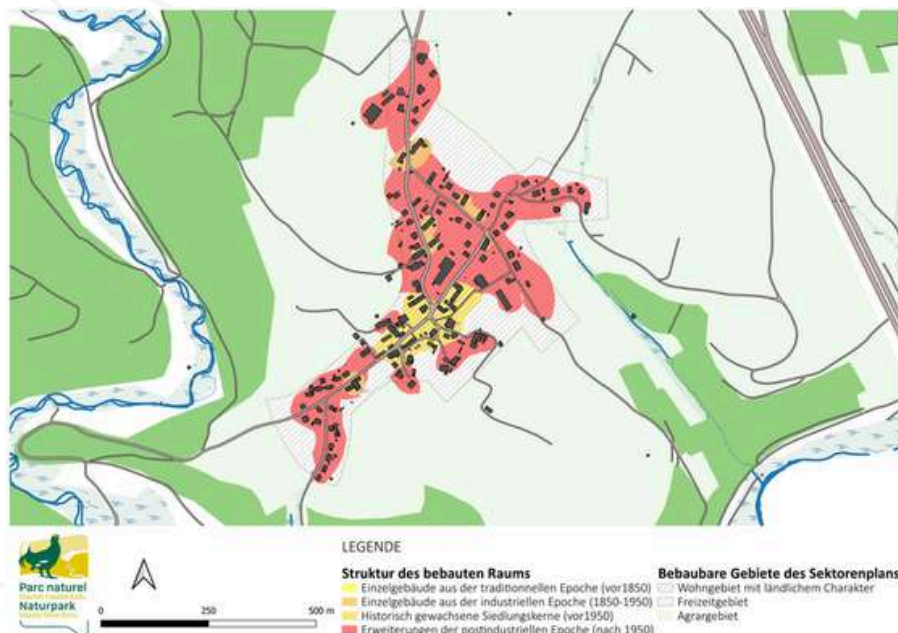 LEGENDE
Struktur des bebauten Raums
Einzelgebäude aus der traditionnellen Epoche (vor1850)
Einzelgebäude aus der industriellen Epoche (1850-1950)
Historisch gewachsene Siedlungskerne (vor1950)
Erweiterungen der postindustriellen Epoche (nach 1950)
Bebaubare Gebiete des Sektorenplans
Wohngebiet mit ländlichem Charakter
Freizeitgebiet
Agrargebiet
Parc naturel
Naturpark
0 250 500 m